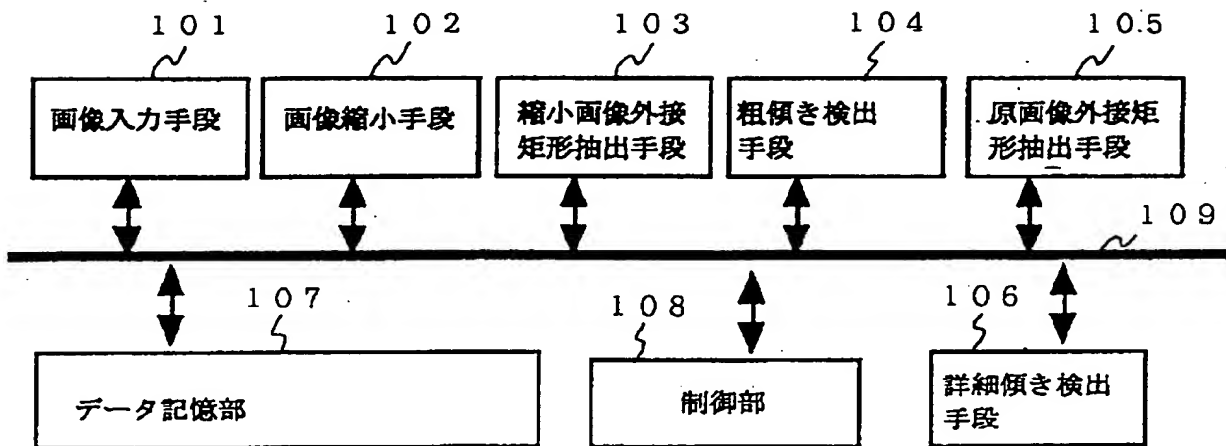 １０１
１０２
１０３
１０４
１０５
画像入力手段
画像縮小手段
縮小画像外接
矩形抽出手段
粗傾き検出
手段
原画像外接矩
形抽出手段
１０９
１０７
１０８
１０６
データ記憶部
制御部
詳細傾き検出
手段